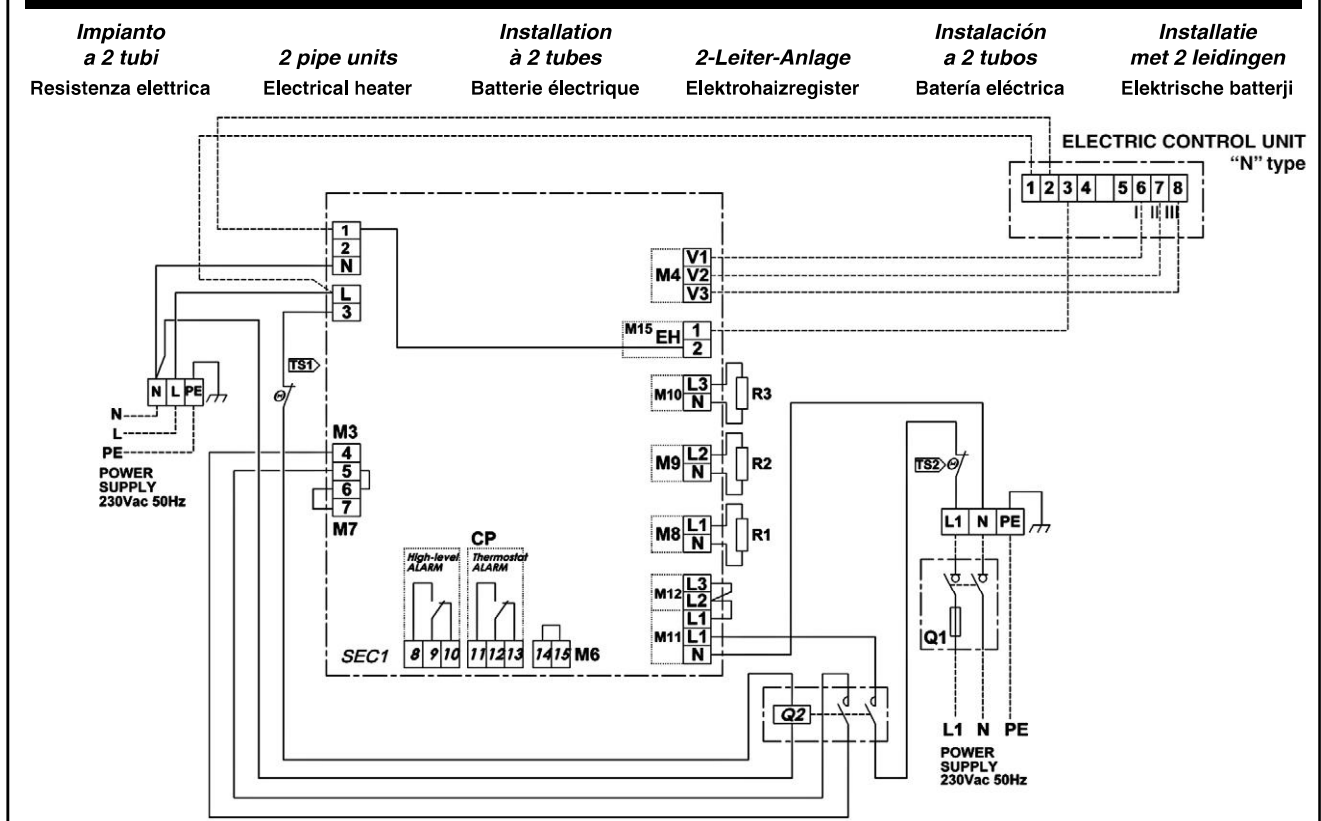 Impianto
a 2 tubi
Resistenza elettrica
2 pipe units
Electrical heater
Installation
à 2 tubes
Batterie électrique
2-Leiter-Anlage
Elektrohaizregister
Instalación
a 2 tubos
Batería eléctrica
Installatie
met 2 leidingen
Elektrische batterji
ELECTRIC CONTROL UNIT
“N” type
1 2 3 4 5 6 7 8
I II III
1
2
N
L
3
M4
V1
V2
V3
M15 EH
1
2
TS1
N L PE
N
L
PE
POWER
SUPPLY
230Vac 50Hz
M10
L3
N
R3
M9
L2
N
R2
M8
L1
N
R1
M3
4
5
6
7
M7
M12
L3
L2
L1
M11
L1
N
CP
High-level
ALARM
Thermostat
ALARM
SEC1
8 9 10
11 12 13
14 15 M6
Q2
TS2
L1 N PE
Q1
L1 N PE
POWER
SUPPLY
230Vac 50Hz